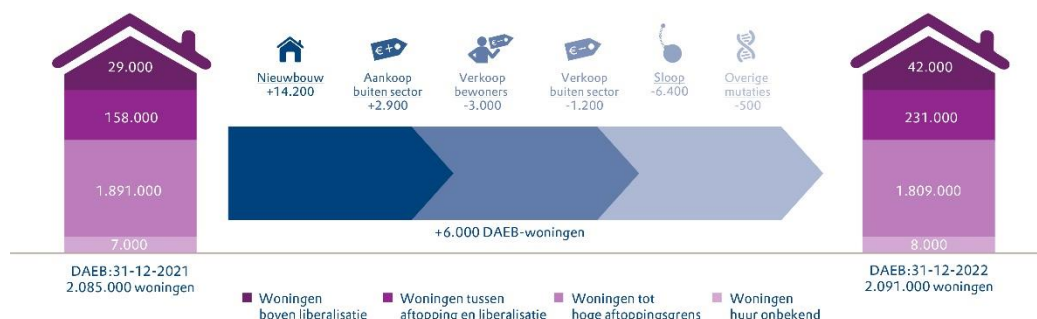 29.000
158.000
1.891.000
7.000
DAEB:31-12-2021
2.085.000 woningen
Nieuwbouw
+14.200
Aankoop
buiten sector
+2.900
Verkoop
bewoners
-3.000
Verkoop
buiten sector
-1.200
Sloop
-6.400
Overige
mutaties
-500
+6.000 DAEB-woningen
42.000
231.000
1.809.000
8.000
DAEB:31-12-2022
2.091.000 woningen
Woningen
boven liberalisatie
Woningen tussen
aftopping en liberalisatie
Woningen tot
hoge aftoppingsgrens
Woningen
huur onbekend